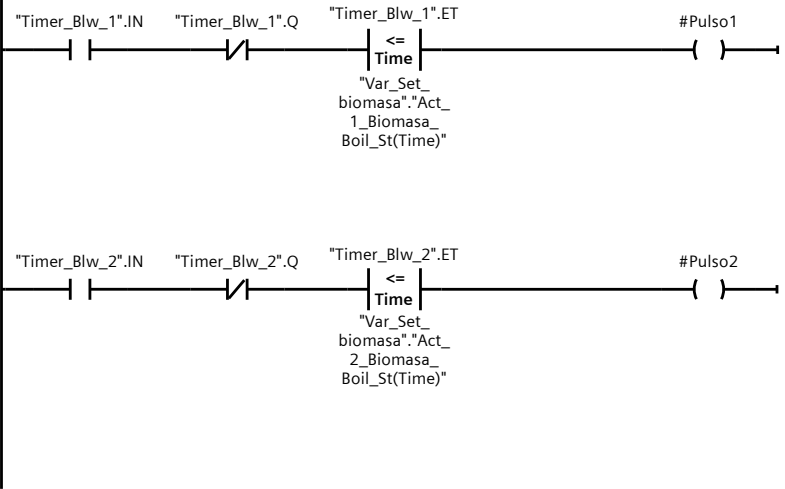 "Timer_Blw_1".IN
"Timer_Blw_1".Q
"Timer_Blw_1".ET
#Pulso1
<=
Time
"Var_Set_
biomasa"."Act_
1_Biomasa_
Boil_St(Time)"
"Timer_Blw_2".IN
"Timer_Blw_2".Q
"Timer_Blw_2".ET
#Pulso2
<=
Time
"Var_Set_
biomasa"."Act_
2_Biomasa_
Boil_St(Time)"